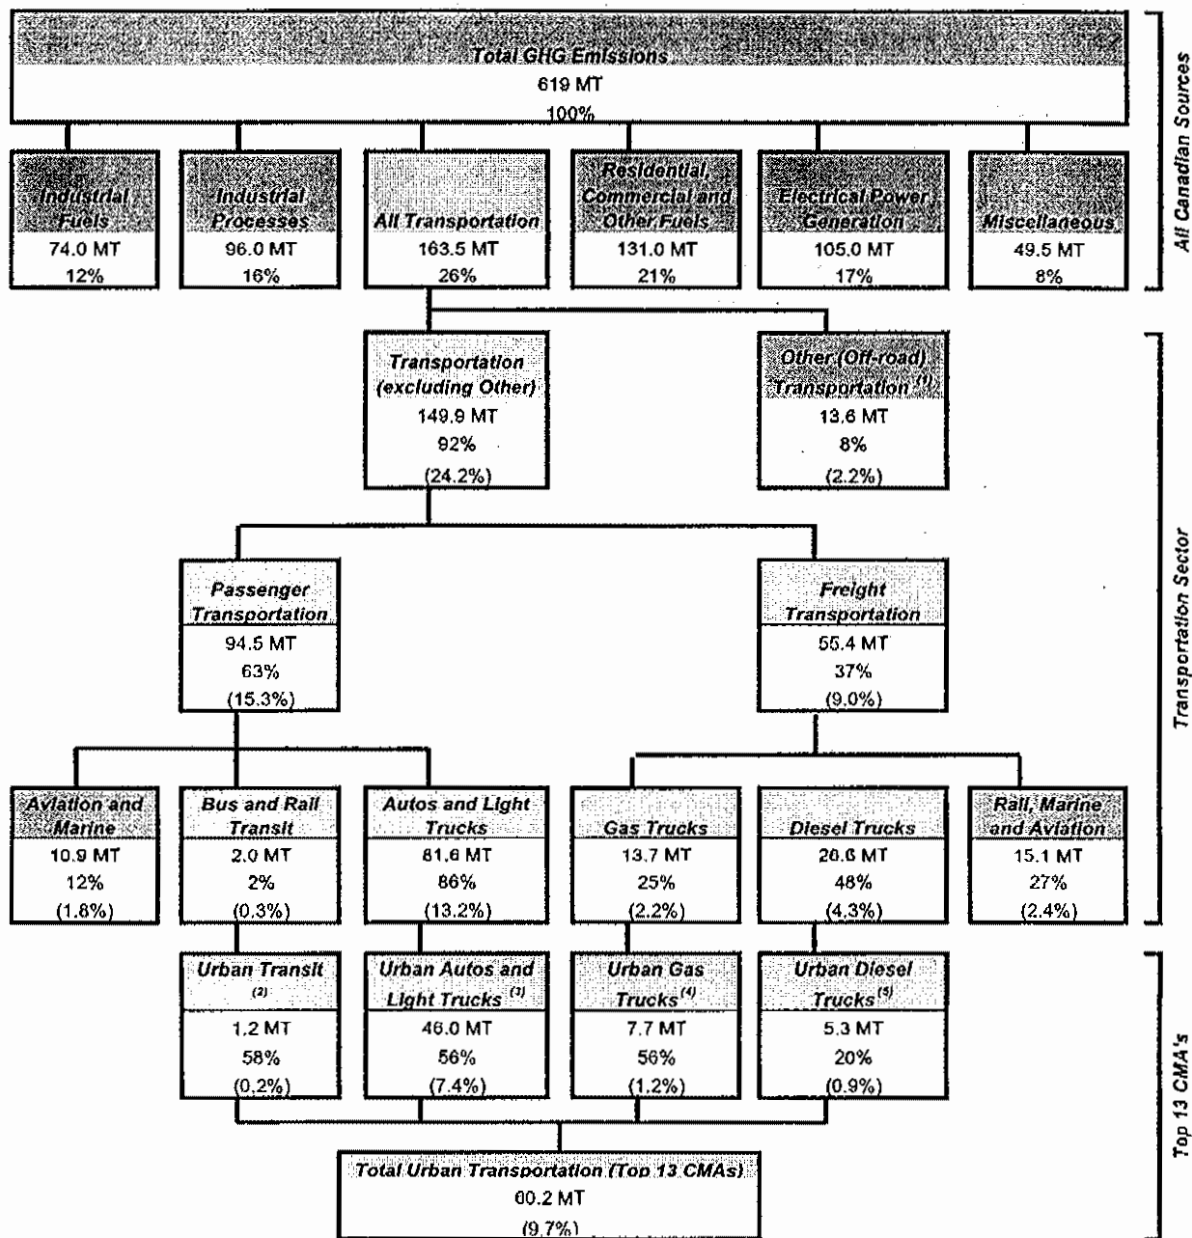 Total GHG Emissions
619 MT
100%
Industrial
Fuels
74.0 MT
12%
Industrial
Processes
96.0 MT
16%
All Transportation
163.5 MT
26%
Residential,
Commercial and
Other Fuels
131.0 MT
21%
Electrical Power
Generation
105.0 MT
17%
Miscellaneous
49.5 MT
8%
All Canadian Sources
Transportation
(excluding Other)
149.9 MT
92%
(24.2%)
Other (Off-road)
Transportation (1)
13.6 MT
8%
(2.2%)
Passenger
Transportation
94.5 MT
63%
(15.3%)
Freight
Transportation
55.4 MT
37%
(9.0%)
Transportation Sector
Aviation and
Marine
10.9 MT
12%
(1.8%)
Bus and Rail
Transit
2.0 MT
2%
(0.3%)
Autos and Light
Trucks
81.6 MT
86%
(13.2%)
Gas Trucks
13.7 MT
25%
(2.2%)
Diesel Trucks
26.6 MT
48%
(4.3%)
Rail, Marine
and Aviation
15.1 MT
27%
(2.4%)
Urban Transit
(2)
1.2 MT
58%
(0.2%)
Urban Autos and
Light Trucks (3)
46.0 MT
56%
(7.4%)
Urban Gas
Trucks (4)
7.7 MT
56%
(1.2%)
Urban Diesel
Trucks (5)
5.3 MT
20%
(0.9%)
Top 13 CMA's
Total Urban Transportation (Top 13 CMAs)
60.2 MT
(9.7%)